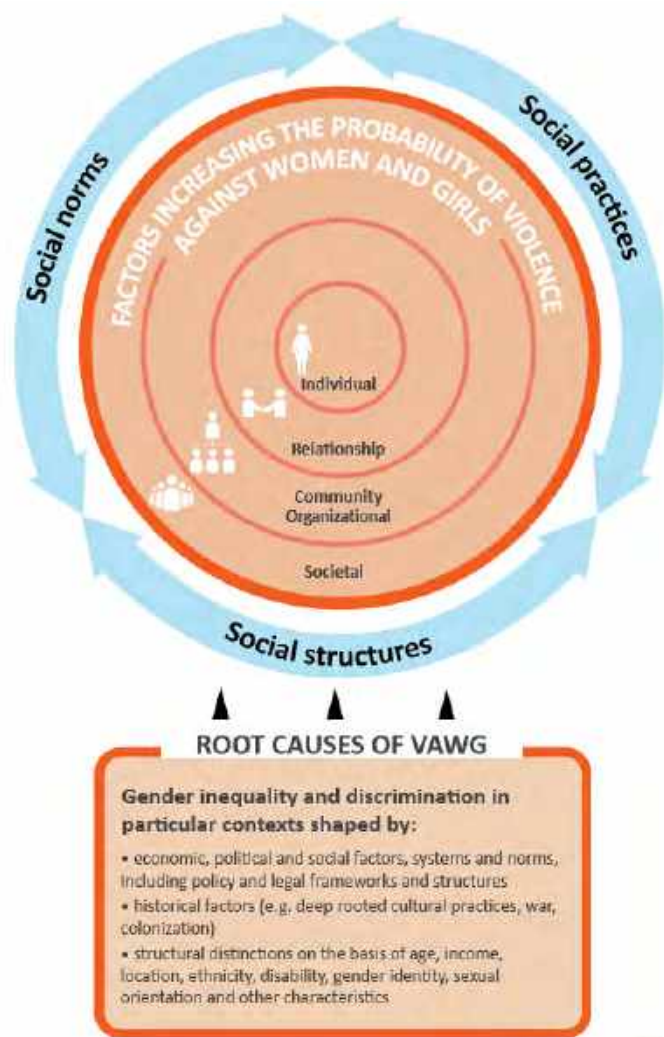 Social norms
Social practices
FACTORS INCREASING THE PROBABILITY OF VIOLENCE
AGAINST WOMEN AND GIRLS
Individual
Relationship
Community
Organizational
Societal
Social structures
ROOT CAUSES OF VAWG
Gender inequality and discrimination in
particular contexts shaped by:
• economic, political and social factors, systems and norms,
including policy and legal frameworks and structures
• historical factors (e.g. deep rooted cultural practices, war,
colonization)
• structural distinctions on the basis of age, income,
location, ethnicity, disability, gender identity, sexual
orientation and other characteristics